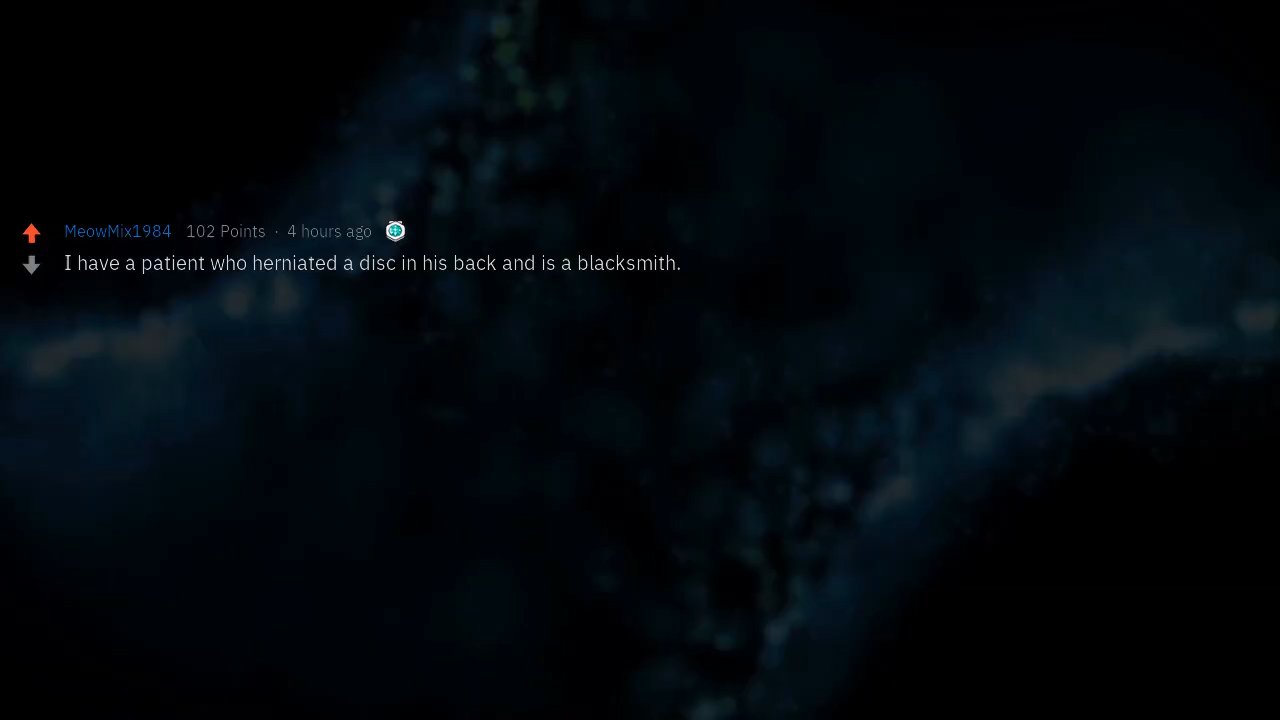 MeowMix1984 102 Points · 4 hours ago
I have a patient who herniated a disc in his back and is a blacksmith.